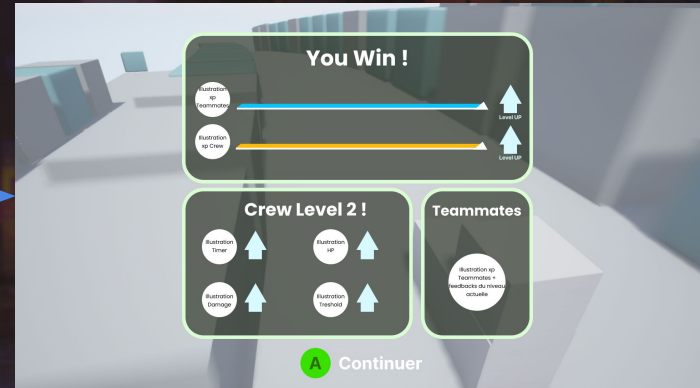 You Win !
Illustration
xp
Teammates
Level UP
Illustration
xp Crew
Level UP
Crew Level 2 !
Illustration
Timer
Illustration
HP
Illustration
Damage
Illustration
Treshold
Teammates
Illustration xp
Teammates +
feedbacks du niveau
actuelle
A Continuer